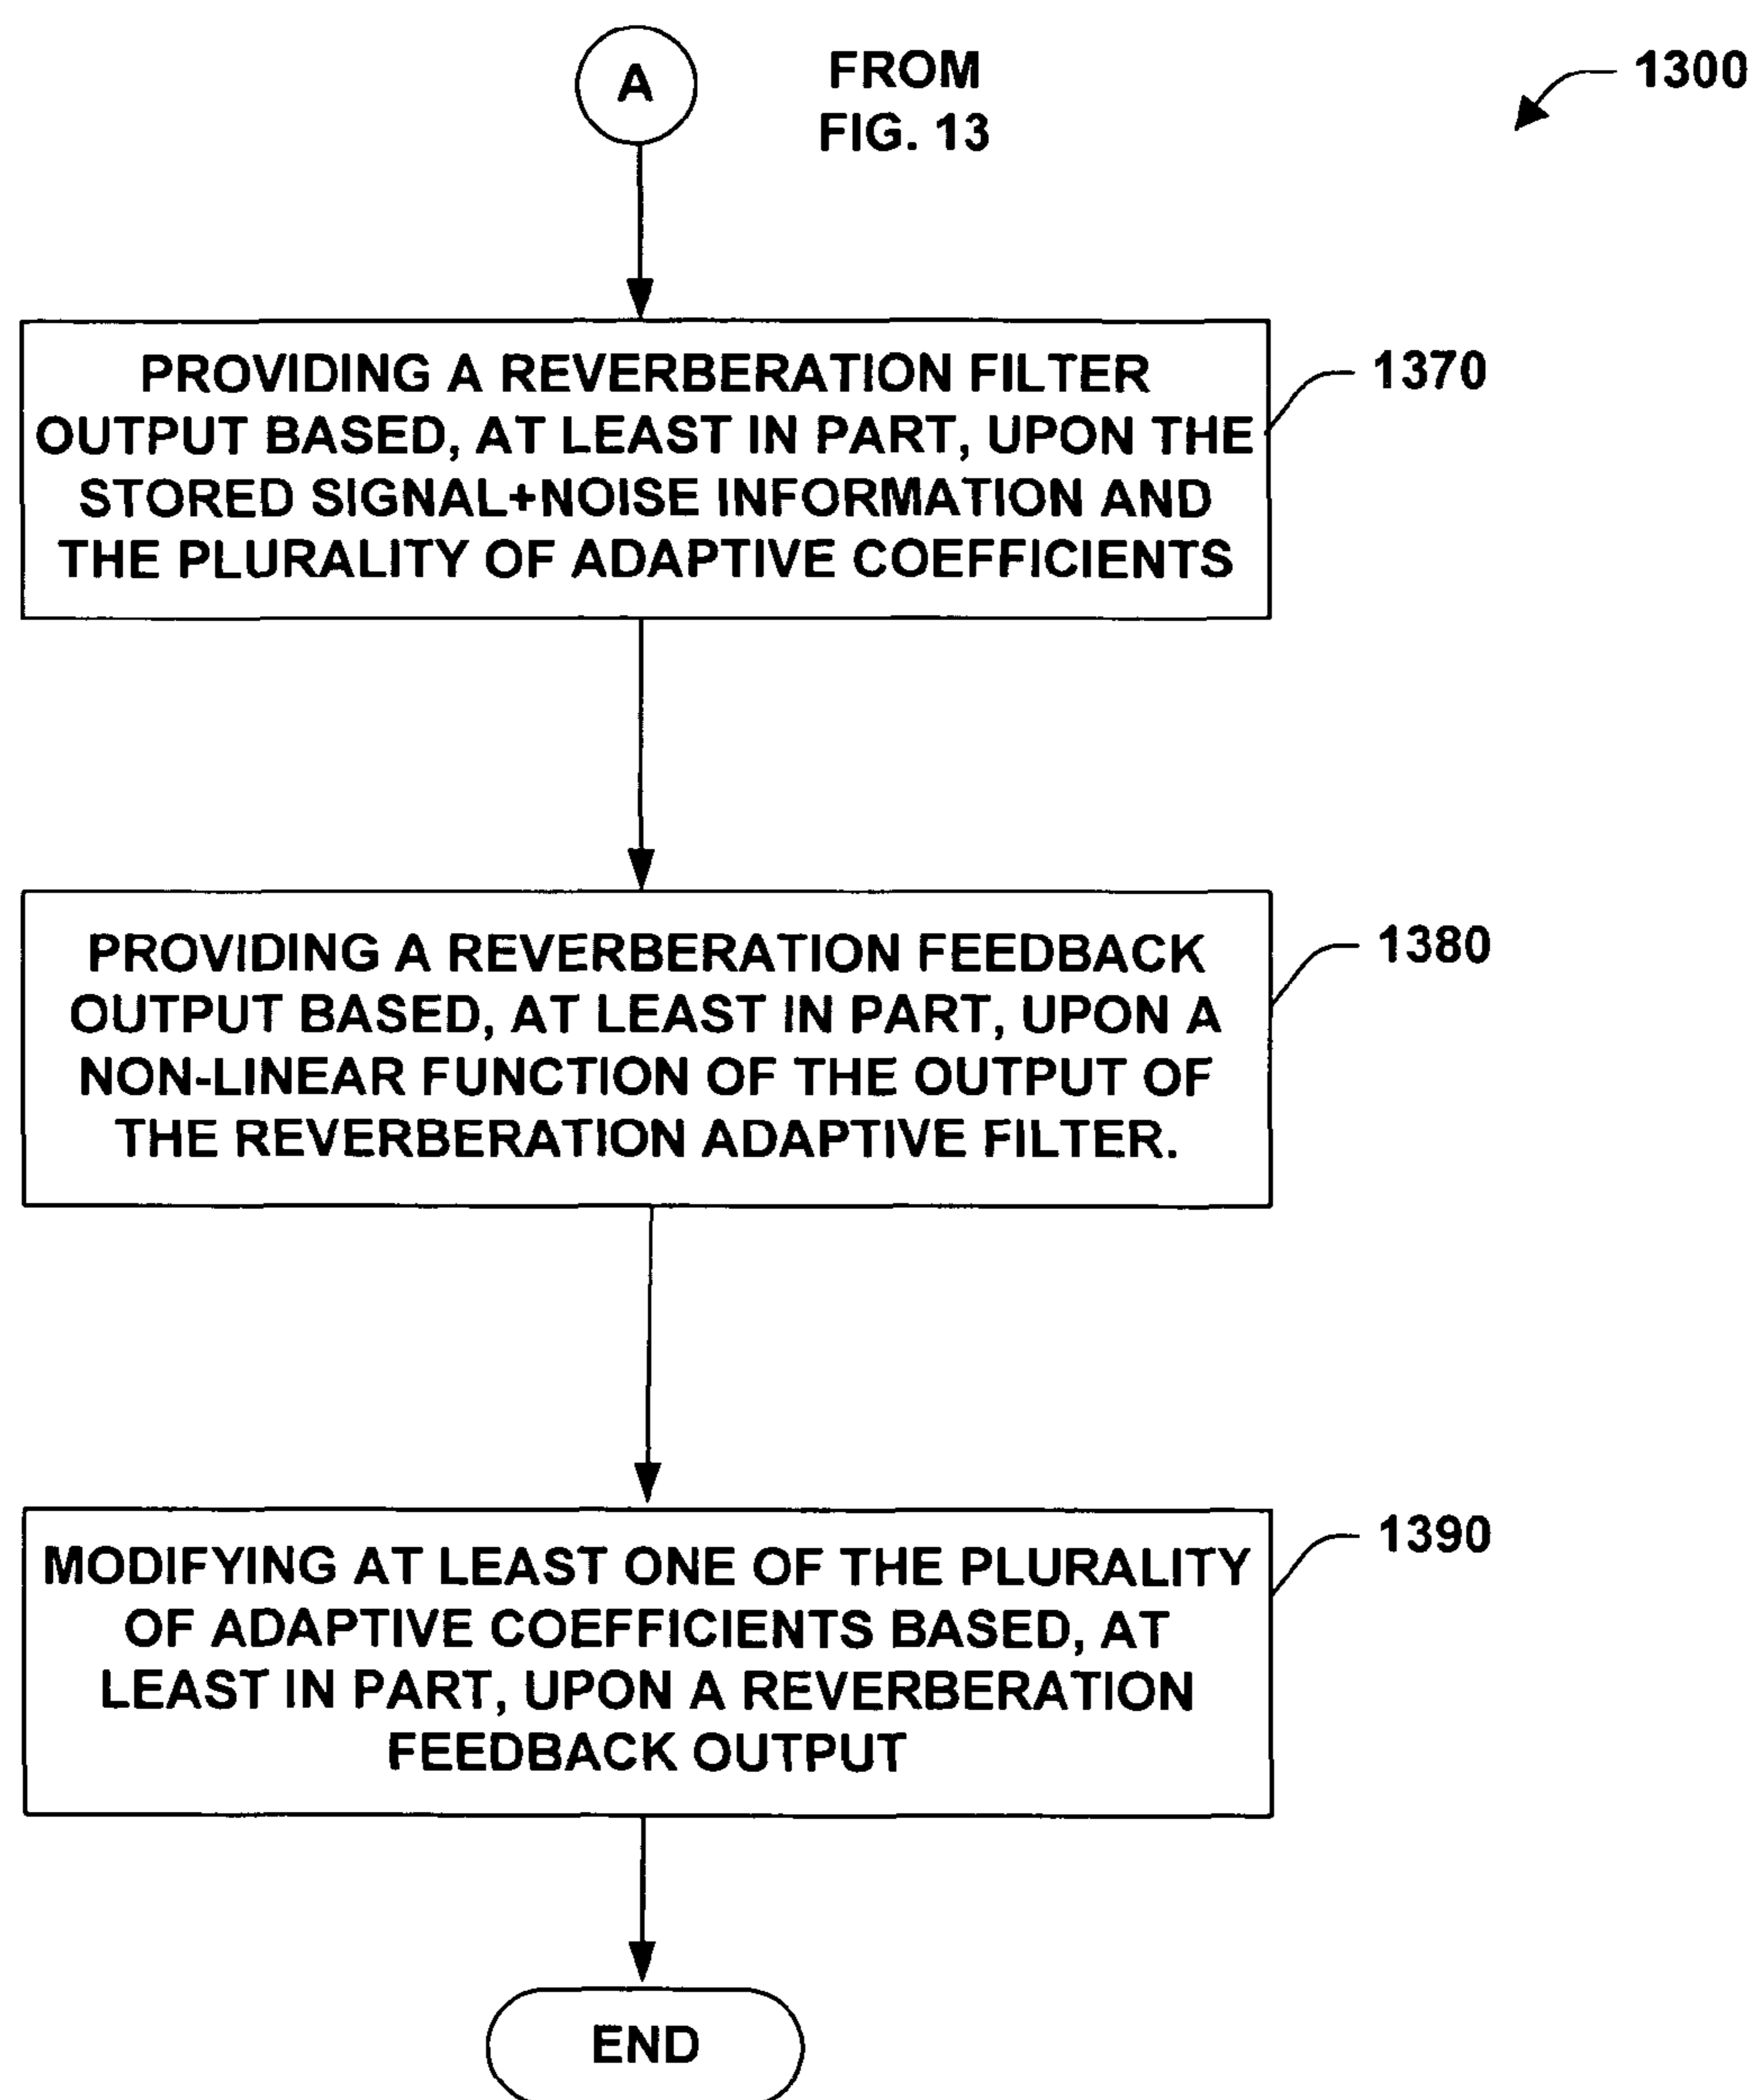 A
FROM
FIG. 13
1300
PROVIDING A REVERBERATION FILTER
OUTPUT BASED, AT LEAST IN PART, UPON THE
STORED SIGNAL+NOISE INFORMATION AND
THE PLURALITY OF ADAPTIVE COEFFICIENTS
1370
PROVIDING A REVERBERATION FEEDBACK
OUTPUT BASED, AT LEAST IN PART, UPON A
NON-LINEAR FUNCTION OF THE OUTPUT OF
THE REVERBERATION ADAPTIVE FILTER.
1380
MODIFYING AT LEAST ONE OF THE PLURALITY
OF ADAPTIVE COEFFICIENTS BASED, AT
LEAST IN PART, UPON A REVERBERATION
FEEDBACK OUTPUT
1390
END